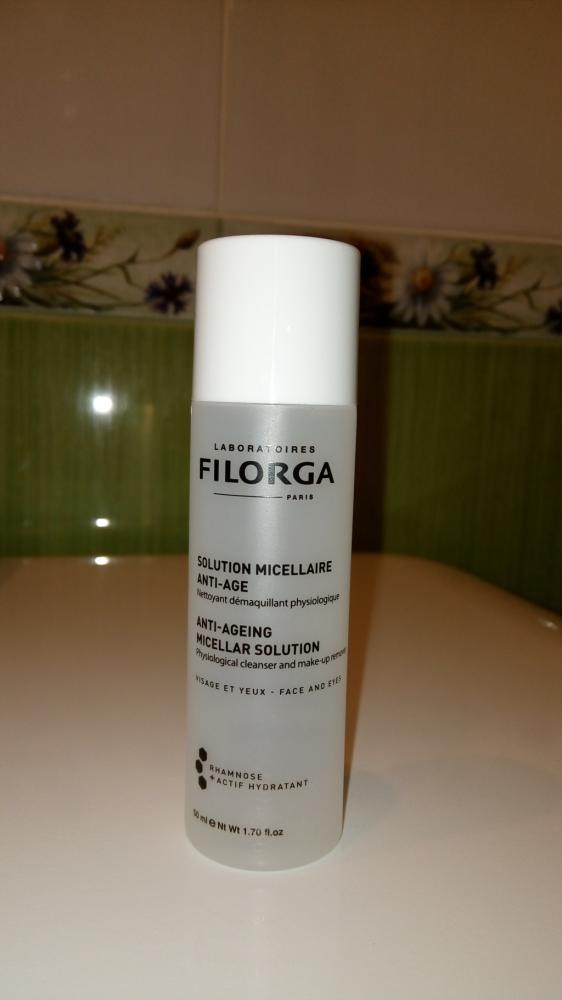 LABORATOIRES
FILORGA
PARIS
SOLUTION MICELLAIRE
ANTI-AGE
Nettoyant démaquillant physiologique
ANTI-AGEING
MICELLAR SOLUTION
Physiological cleanser and make-up remover
VISAGE ET YEUX - FACE AND EYES
RHAMNOSE
+ ACTIF HYDRATANT
50 ml e Nt Wt 1.70 fl.oz